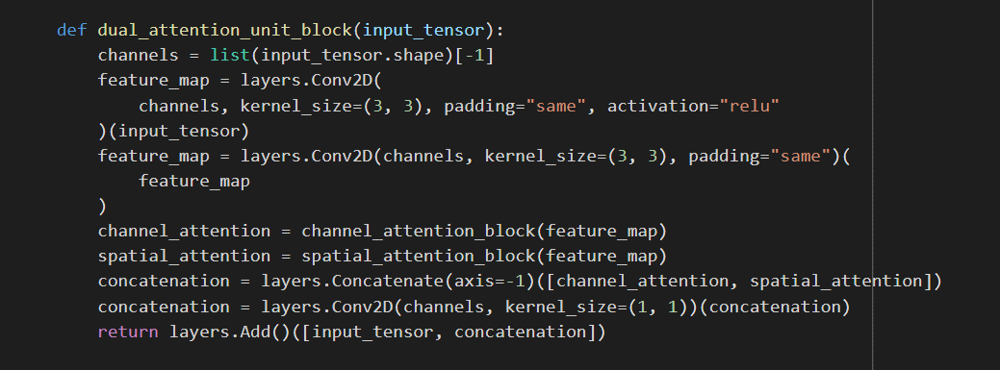 def dual_attention_unit_block(input_tensor):
    channels = list(input_tensor.shape)[-1]
    feature_map = layers.Conv2D(
        channels, kernel_size=(3, 3), padding="same", activation="relu"
    )(input_tensor)
    feature_map = layers.Conv2D(channels, kernel_size=(3, 3), padding="same")(
        feature_map
    )
    channel_attention = channel_attention_block(feature_map)
    spatial_attention = spatial_attention_block(feature_map)
    concatenation = layers.Concatenate(axis=-1)([channel_attention, spatial_attention])
    concatenation = layers.Conv2D(channels, kernel_size=(1, 1))(concatenation)
    return layers.Add()([input_tensor, concatenation])